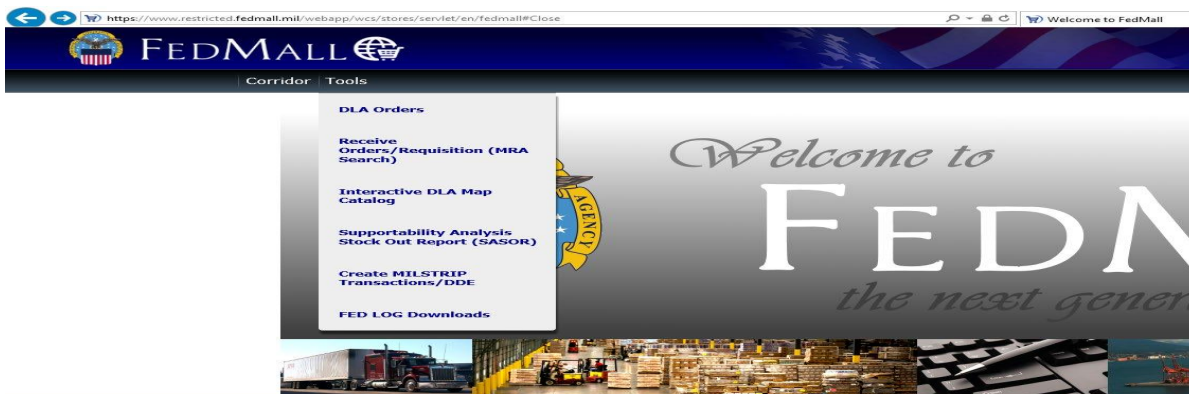 https://www.restricted.fedmall.mil/webapp/wcs/stores/servlet/en/fedmall#Close
Welcome to FedMall
FEDMALL
Corridor Tools
DLA Orders
Receive
Orders/Requisition (MRA
Search)
Interactive DLA Map
Catalog
Supportability Analysis
Stock Out Report (SASOR)
Create MILSTRIP
Transactions/DDE
FED LOG Downloads
AGENCY
Welcome to
FEDM
the next gener